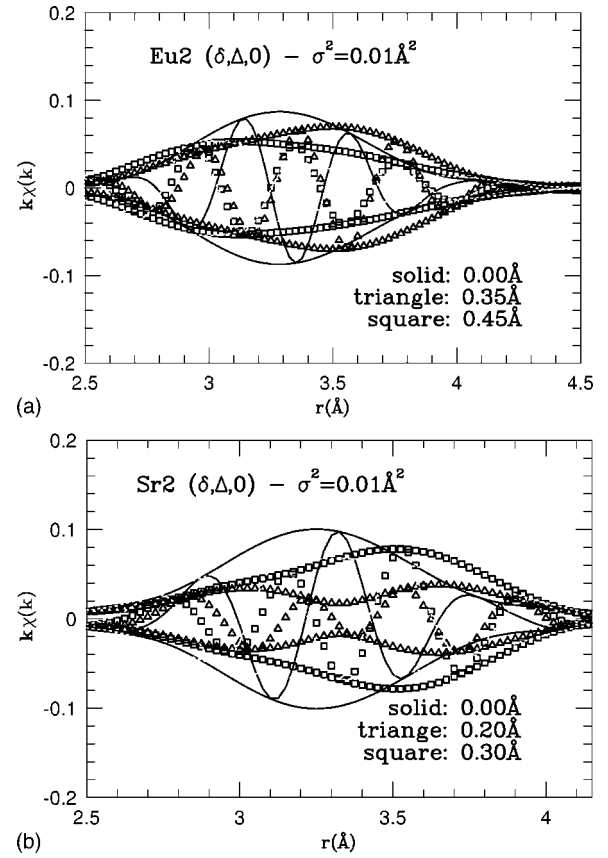 0.2
Eu2 (δ,Δ,0) − σ²=0.01Å²
0.1
kχ(k)
0
-0.1
solid: 0.00Å
triangle: 0.35Å
square: 0.45Å
-0.2
2.5 3 3.5 4 4.5
(a) r(Å)
0.2
Sr2 (δ,Δ,0) − σ²=0.01Å²
0.1
kχ(k)
0
-0.1
solid: 0.00Å
triange: 0.20Å
square: 0.30Å
-0.2
2.5 3 3.5 4
(b) r(Å)